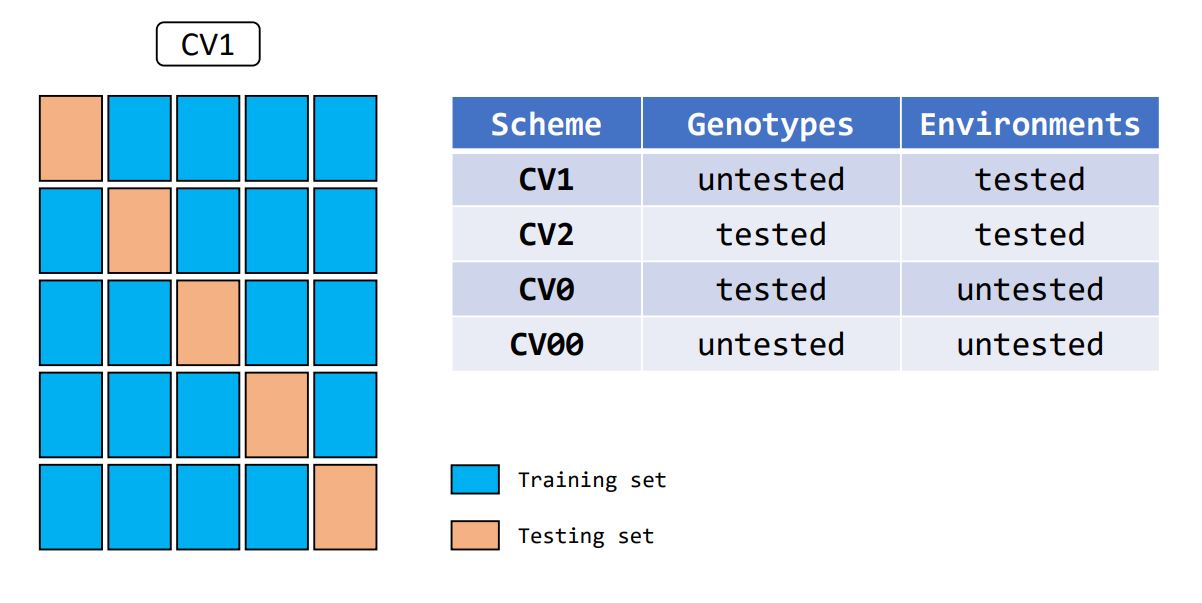 CV1
Scheme Genotypes Environments
CV1 untested tested
CV2 tested tested
CV0 tested untested
CV00 untested untested
Training set
Testing set